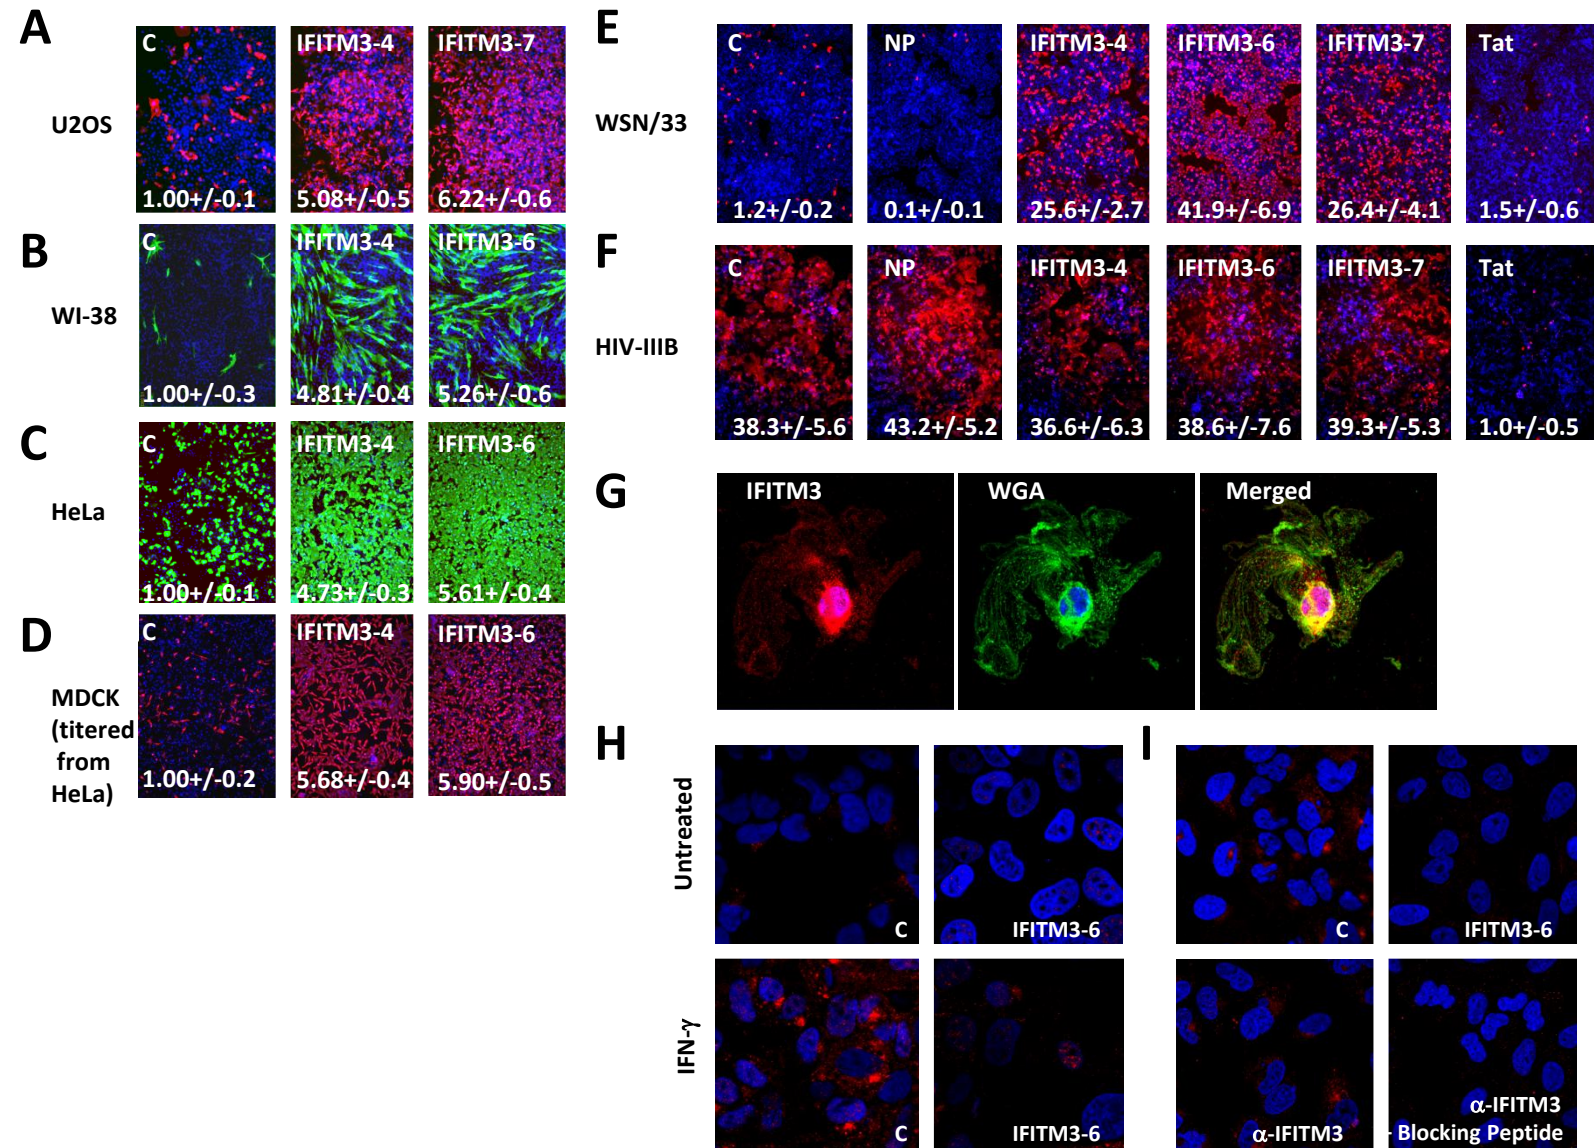 A
C
IFITM3-4
IFITM3-7
U2OS
1.00+/-0.1
5.08+/-0.5
6.22+/-0.6
B
C
IFITM3-4
IFITM3-6
WI-38
1.00+/-0.3
4.81+/-0.4
5.26+/-0.6
C
C
IFITM3-4
IFITM3-6
HeLa
1.00+/-0.1
4.73+/-0.3
5.61+/-0.4
D
C
IFITM3-4
IFITM3-6
MDCK
(titered
from
HeLa)
1.00+/-0.2
5.68+/-0.4
5.90+/-0.5
E
C
NP
IFITM3-4
IFITM3-6
IFITM3-7
Tat
WSN/33
1.2+/-0.2
0.1+/-0.1
25.6+/-2.7
41.9+/-6.9
26.4+/-4.1
1.5+/-0.6
F
C
NP
IFITM3-4
IFITM3-6
IFITM3-7
Tat
HIV-IIIB
38.3+/-5.6
43.2+/-5.2
36.6+/-6.3
38.6+/-7.6
39.3+/-5.3
1.0+/-0.5
G
IFITM3
WGA
Merged
H
Untreated
C
IFITM3-6
IFN-γ
C
IFITM3-6
I
C
IFITM3-6
α-IFITM3
α-IFITM3
- Blocking Peptide